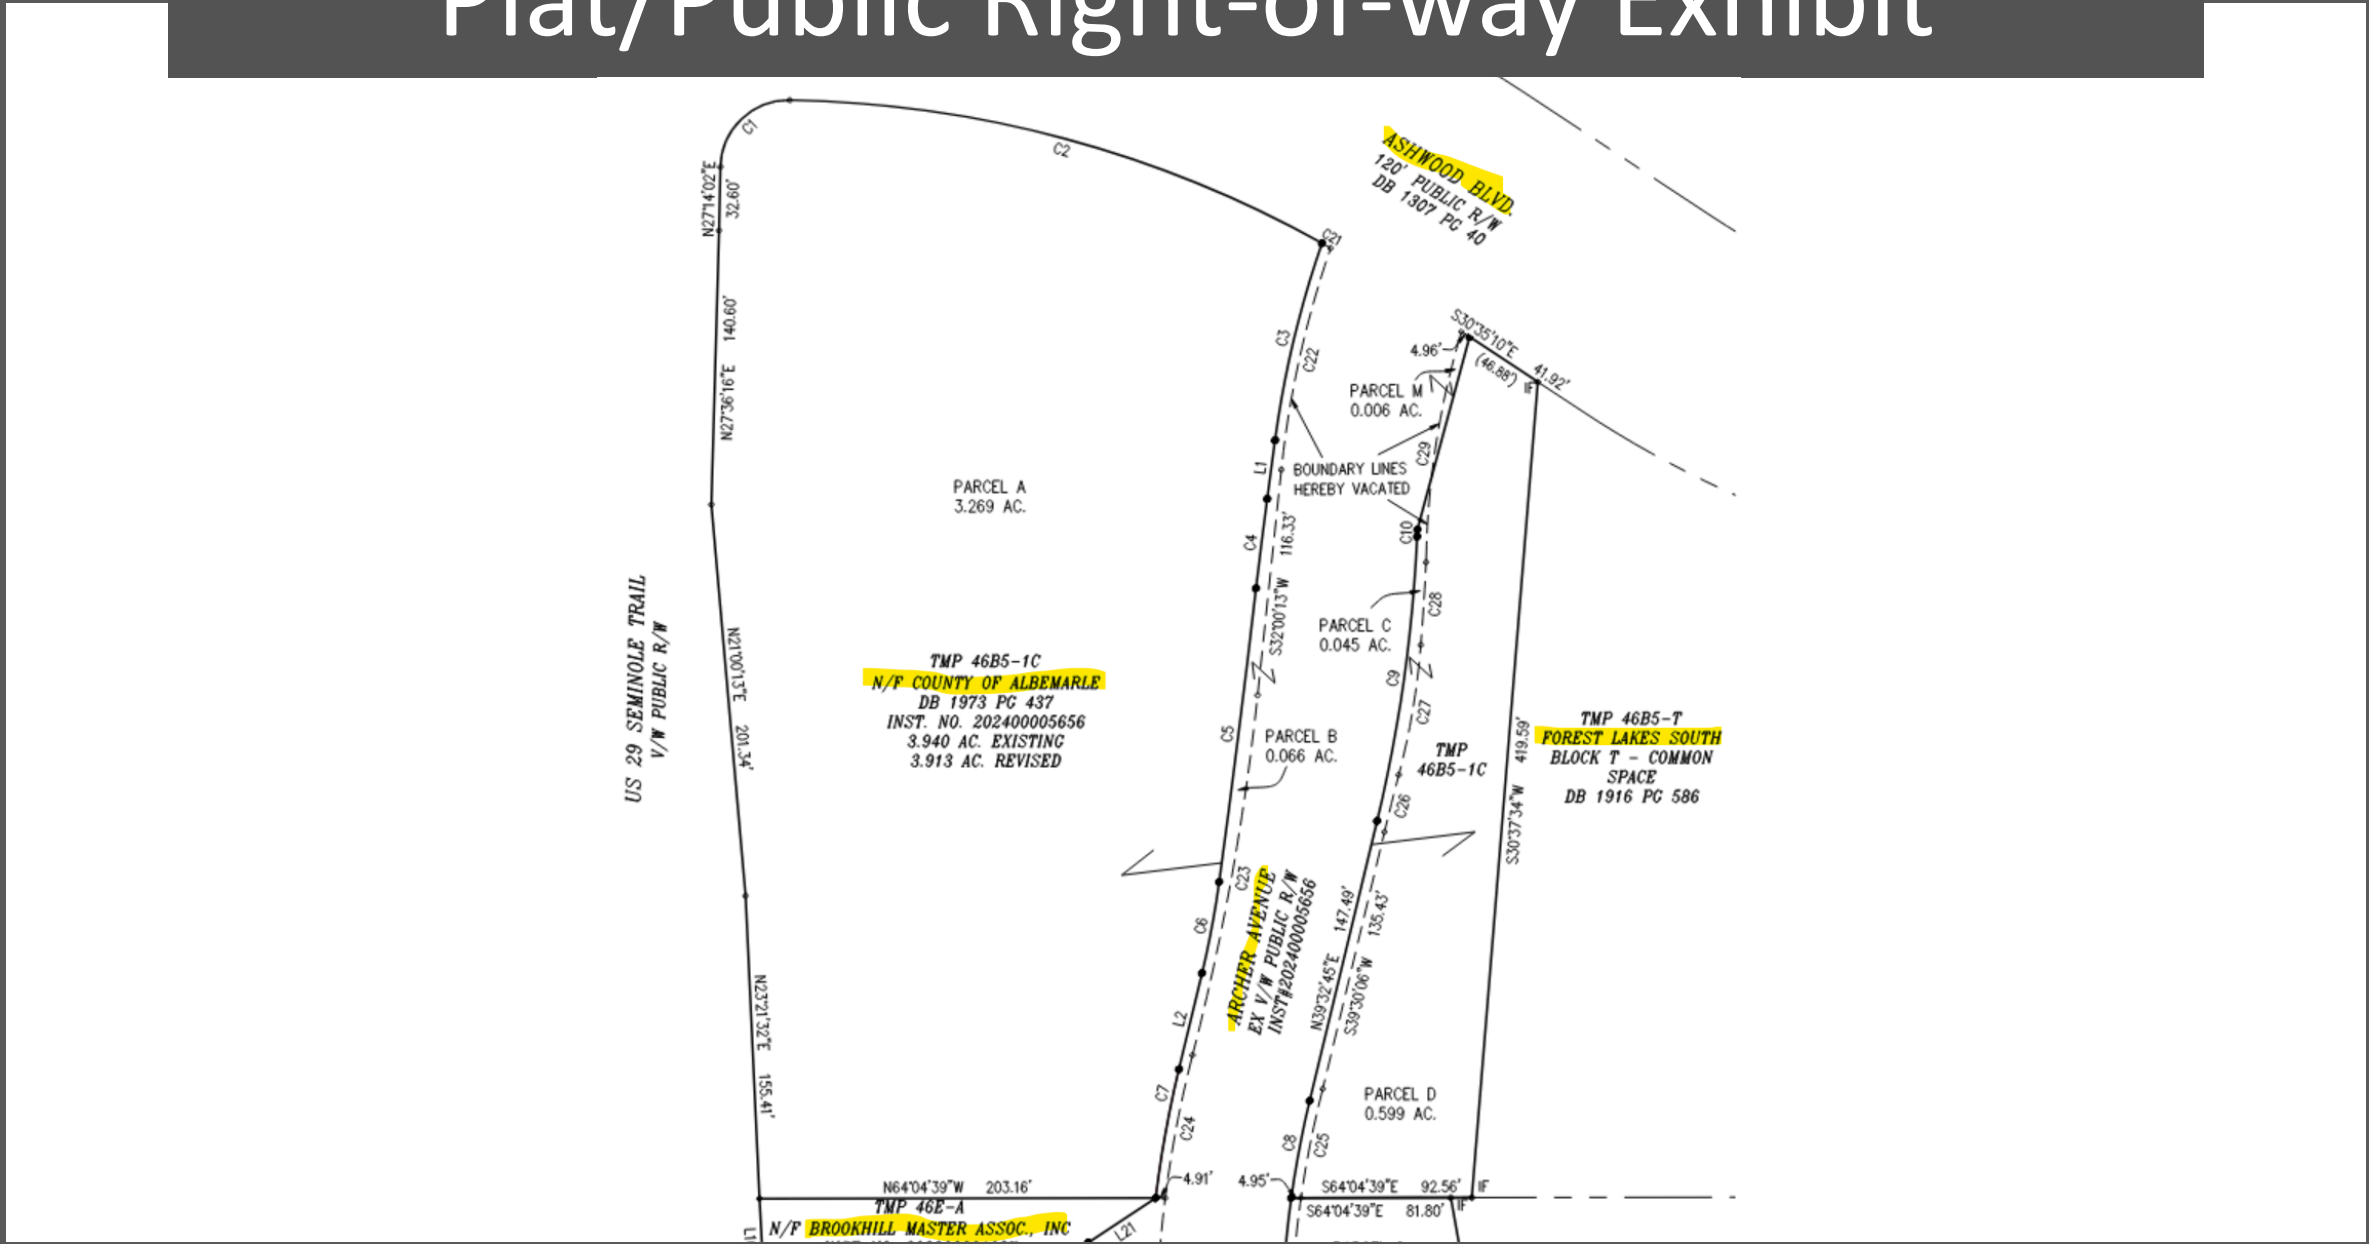 Plat/Public Right-of-way Exhibit
C1
C2
N27°14'02"E
32.60'
ASHWOOD BLVD.
120' PUBLIC R/W
DB 1307 PG 40
C21
N27°36'16"E 140.60'
C3
C22
S30°35'10"E
41.92'
(46.88')
4.96'
IF
PARCEL M
0.006 AC.
C29
L1
BOUNDARY LINES
HEREBY VACATED
PARCEL A
3.269 AC.
C4
S32°00'13"W 116.33'
C10
C28
PARCEL C
0.045 AC.
US 29 SEMINOLE TRAIL
V/W PUBLIC R/W
N21°00'13"E 201.34'
TMP 46B5-1C
N/F COUNTY OF ALBEMARLE
DB 1973 PG 437
INST. NO. 202400005656
3.940 AC. EXISTING
3.913 AC. REVISED
C5
PARCEL B
0.066 AC.
C9
C27
TMP
46B5-1C
C26
S30°37'34"W 419.59'
TMP 46B5-T
FOREST LAKES SOUTH
BLOCK T - COMMON
SPACE
DB 1916 PG 586
C23
C6
ARCHER AVENUE
EX V/W PUBLIC R/W
INST#202400005656
N39°32'45"E 147.49'
S39°30'06"W 135.43'
N23°21'32"E 155.41'
L2
C7
C24
C8
C25
PARCEL D
0.599 AC.
4.91'
4.95'
N64°04'39"W 203.16'
S64°04'39"E 92.56'
IF
S64°04'39"E 81.80'
IF
TMP 46E-A
N/F BROOKHILL MASTER ASSOC., INC
L21